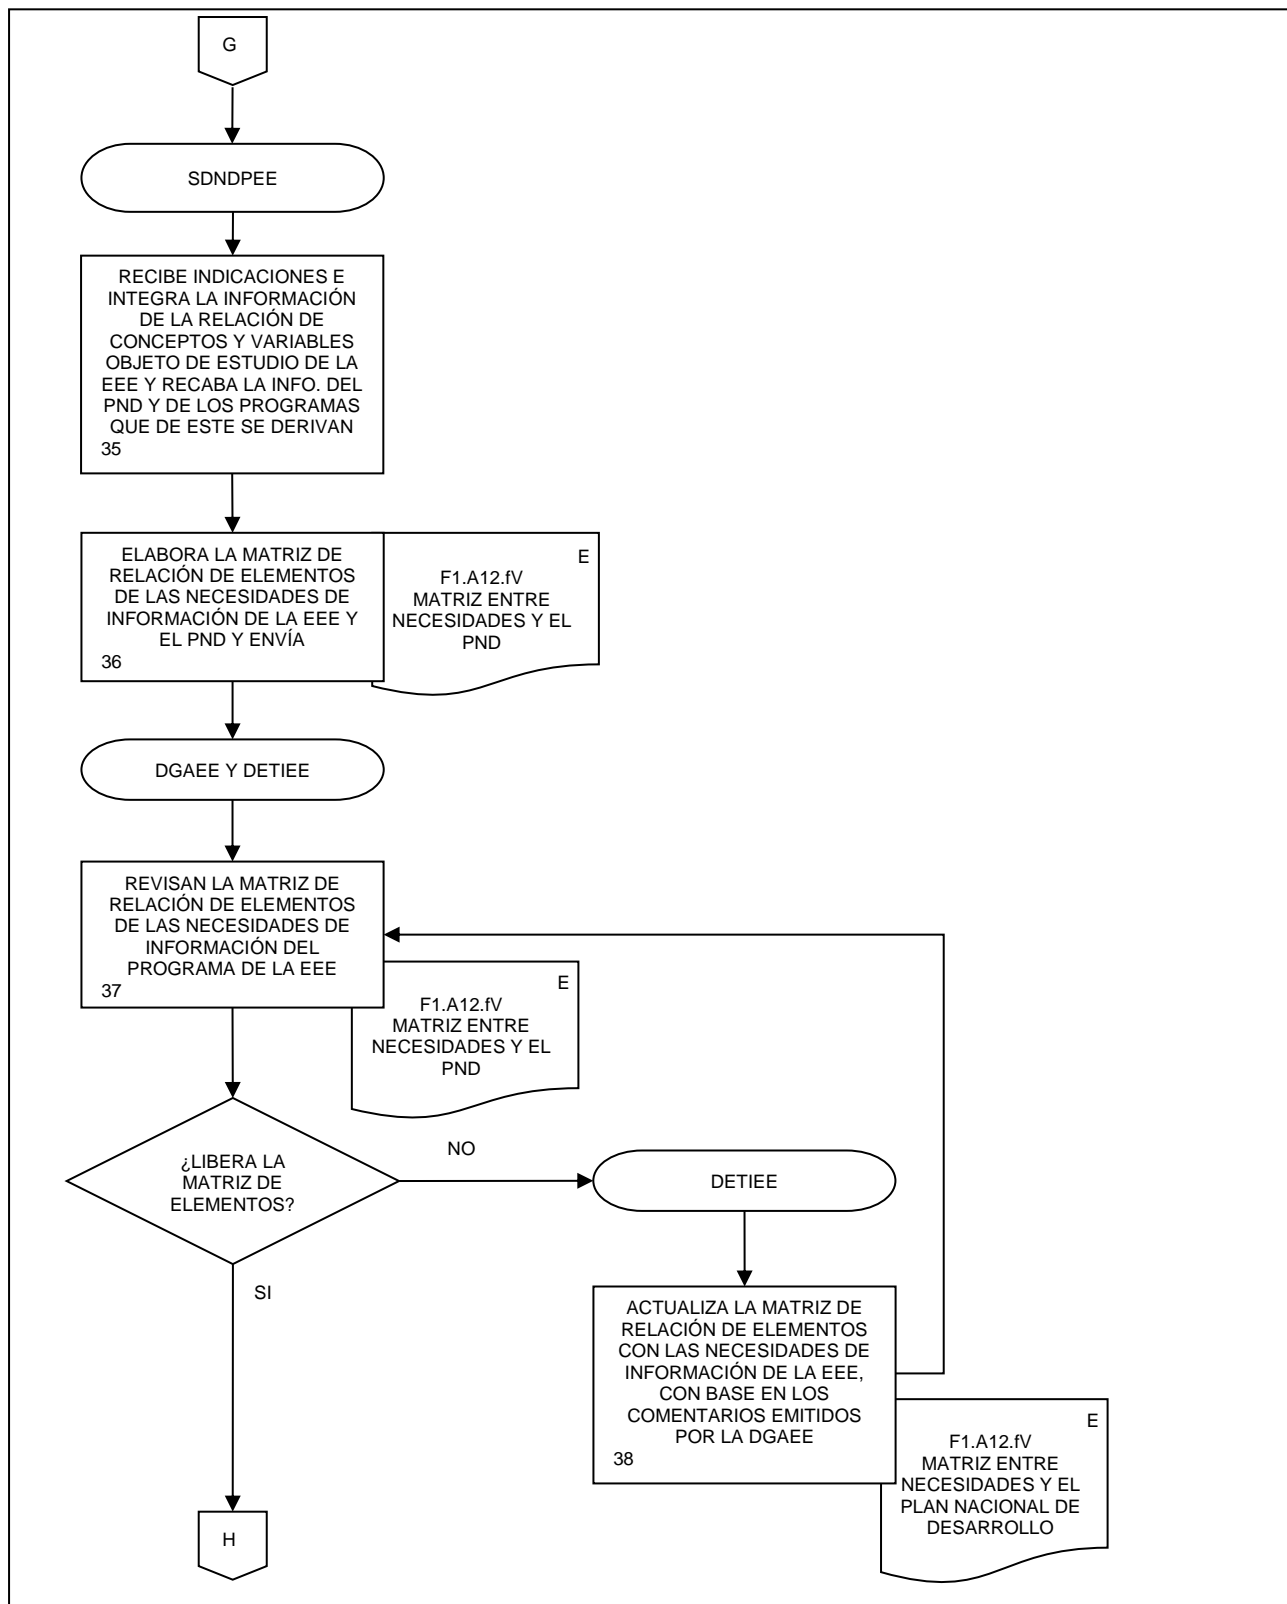 G
SDNDPEE
RECIBE INDICACIONES E
INTEGRA LA INFORMACIÓN
DE LA RELACIÓN DE
CONCEPTOS Y VARIABLES
OBJETO DE ESTUDIO DE LA
EEE Y RECABA LA INFO. DEL
PND Y DE LOS PROGRAMAS
QUE DE ESTE SE DERIVAN
35
ELABORA LA MATRIZ DE
RELACIÓN DE ELEMENTOS
DE LAS NECESIDADES DE
INFORMACIÓN DE LA EEE Y
EL PND Y ENVÍA
36
E
F1.A12.fV
MATRIZ ENTRE
NECESIDADES Y EL
PND
DGAEE Y DETIEE
REVISAN LA MATRIZ DE
RELACIÓN DE ELEMENTOS
DE LAS NECESIDADES DE
INFORMACIÓN DEL
PROGRAMA DE LA EEE
37
E
F1.A12.fV
MATRIZ ENTRE
NECESIDADES Y EL
PND
¿LIBERA LA
MATRIZ DE
ELEMENTOS?
NO
DETIEE
SI
ACTUALIZA LA MATRIZ DE
RELACIÓN DE ELEMENTOS
CON LAS NECESIDADES DE
INFORMACIÓN DE LA EEE,
CON BASE EN LOS
COMENTARIOS EMITIDOS
POR LA DGAEE
38
E
F1.A12.fV
MATRIZ ENTRE
NECESIDADES Y EL
PLAN NACIONAL DE
DESARROLLO
H